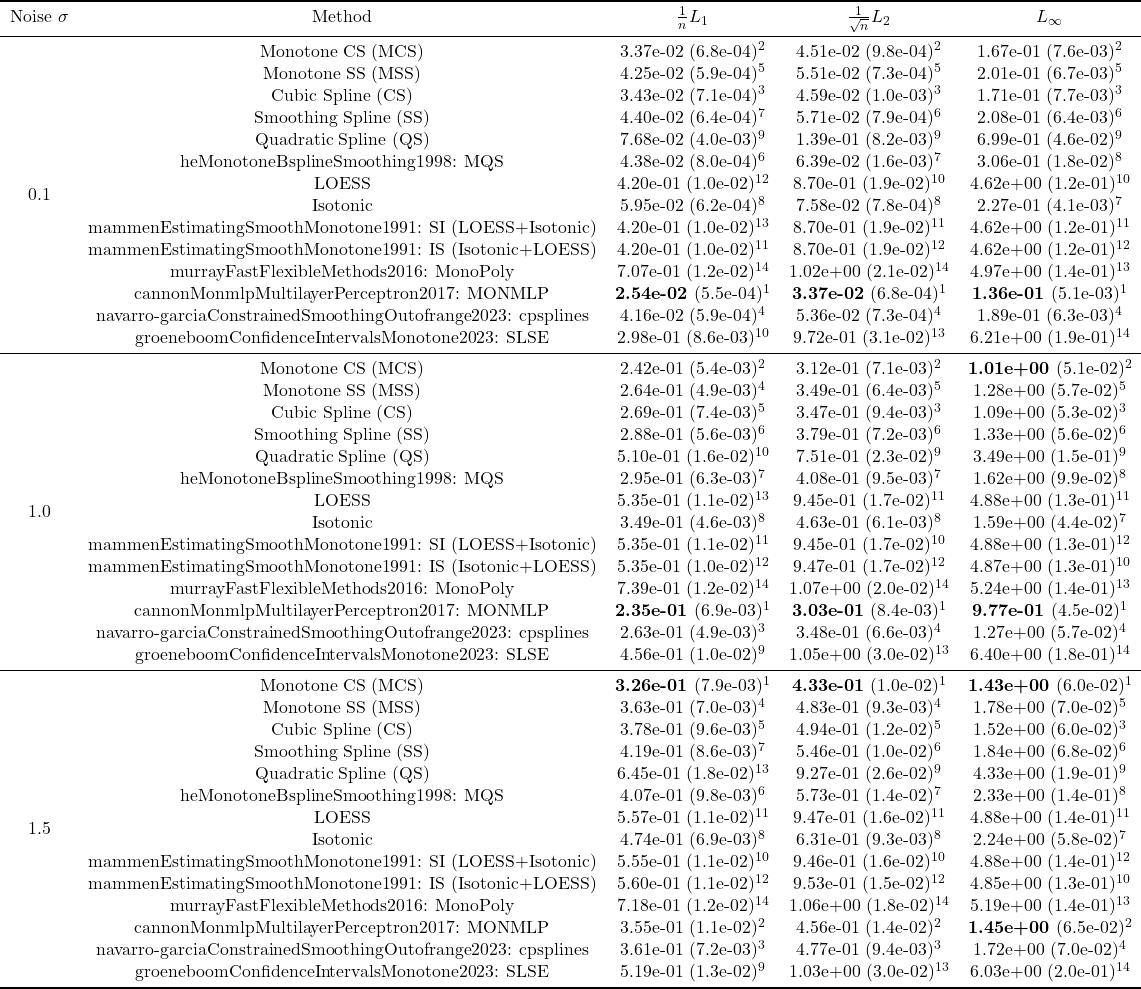 Noise σ Method 1/n L1 1/√n L2 L∞
Monotone CS (MCS) 3.37e-02 (6.8e-04)^2 4.51e-02 (9.8e-04)^2 1.67e-01 (7.6e-03)^2
Monotone SS (MSS) 4.25e-02 (5.9e-04)^5 5.51e-02 (7.3e-04)^5 2.01e-01 (6.7e-03)^5
Cubic Spline (CS) 3.43e-02 (7.1e-04)^3 4.59e-02 (1.0e-03)^3 1.71e-01 (7.7e-03)^3
Smoothing Spline (SS) 4.40e-02 (6.4e-04)^7 5.71e-02 (7.9e-04)^6 2.08e-01 (6.4e-03)^6
Quadratic Spline (QS) 7.68e-02 (4.0e-03)^9 1.39e-01 (8.2e-03)^9 6.99e-01 (4.6e-02)^9
heMonotoneBsplineSmoothing1998: MQS 4.38e-02 (8.0e-04)^6 6.39e-02 (1.6e-03)^7 3.06e-01 (1.8e-02)^8
LOESS 4.20e-01 (1.0e-02)^12 8.70e-01 (1.9e-02)^10 4.62e+00 (1.2e-01)^10
0.1
Isotonic 5.95e-02 (6.2e-04)^8 7.58e-02 (7.8e-04)^8 2.27e-01 (4.1e-03)^7
mammenEstimatingSmoothMonotone1991: SI (LOESS+Isotonic) 4.20e-01 (1.0e-02)^13 8.70e-01 (1.9e-02)^11 4.62e+00 (1.2e-01)^11
mammenEstimatingSmoothMonotone1991: IS (Isotonic+LOESS) 4.20e-01 (1.0e-02)^11 8.70e-01 (1.9e-02)^12 4.62e+00 (1.2e-01)^12
murrayFastFlexibleMethods2016: MonoPoly 7.07e-01 (1.2e-02)^14 1.02e+00 (2.1e-02)^14 4.97e+00 (1.4e-01)^13
cannonMonmlpMultilayerPerceptron2017: MONMLP 2.54e-02 (5.5e-04)^1 3.37e-02 (6.8e-04)^1 1.36e-01 (5.1e-03)^1
navarro-garciaConstrainedSmoothingOutofrange2023: cpsplines 4.16e-02 (5.9e-04)^4 5.36e-02 (7.3e-04)^4 1.89e-01 (6.3e-03)^4
groeneboomConfidenceIntervalsMonotone2023: SLSE 2.98e-01 (8.6e-03)^10 9.72e-01 (3.1e-02)^13 6.21e+00 (1.9e-01)^14
Monotone CS (MCS) 2.42e-01 (5.4e-03)^2 3.12e-01 (7.1e-03)^2 1.01e+00 (5.1e-02)^2
Monotone SS (MSS) 2.64e-01 (4.9e-03)^4 3.49e-01 (6.4e-03)^5 1.28e+00 (5.7e-02)^5
Cubic Spline (CS) 2.69e-01 (7.4e-03)^5 3.47e-01 (9.4e-03)^3 1.09e+00 (5.3e-02)^3
Smoothing Spline (SS) 2.88e-01 (5.6e-03)^6 3.79e-01 (7.2e-03)^6 1.33e+00 (5.6e-02)^6
Quadratic Spline (QS) 5.10e-01 (1.6e-02)^10 7.51e-01 (2.3e-02)^9 3.49e+00 (1.5e-01)^9
heMonotoneBsplineSmoothing1998: MQS 2.95e-01 (6.3e-03)^7 4.08e-01 (9.5e-03)^7 1.62e+00 (9.9e-02)^8
LOESS 5.35e-01 (1.1e-02)^13 9.45e-01 (1.7e-02)^11 4.88e+00 (1.3e-01)^11
1.0
Isotonic 3.49e-01 (4.6e-03)^8 4.63e-01 (6.1e-03)^8 1.59e+00 (4.4e-02)^7
mammenEstimatingSmoothMonotone1991: SI (LOESS+Isotonic) 5.35e-01 (1.1e-02)^11 9.45e-01 (1.7e-02)^10 4.88e+00 (1.3e-01)^12
mammenEstimatingSmoothMonotone1991: IS (Isotonic+LOESS) 5.35e-01 (1.0e-02)^12 9.47e-01 (1.7e-02)^12 4.87e+00 (1.3e-01)^10
murrayFastFlexibleMethods2016: MonoPoly 7.39e-01 (1.2e-02)^14 1.07e+00 (2.0e-02)^14 5.24e+00 (1.4e-01)^13
cannonMonmlpMultilayerPerceptron2017: MONMLP 2.35e-01 (6.9e-03)^1 3.03e-01 (8.4e-03)^1 9.77e-01 (4.5e-02)^1
navarro-garciaConstrainedSmoothingOutofrange2023: cpsplines 2.63e-01 (4.9e-03)^3 3.48e-01 (6.6e-03)^4 1.27e+00 (5.7e-02)^4
groeneboomConfidenceIntervalsMonotone2023: SLSE 4.56e-01 (1.0e-02)^9 1.05e+00 (3.0e-02)^13 6.40e+00 (1.8e-01)^14
Monotone CS (MCS) 3.26e-01 (7.9e-03)^1 4.33e-01 (1.0e-02)^1 1.43e+00 (6.0e-02)^1
Monotone SS (MSS) 3.63e-01 (7.0e-03)^4 4.83e-01 (9.3e-03)^4 1.78e+00 (7.0e-02)^5
Cubic Spline (CS) 3.78e-01 (9.6e-03)^5 4.94e-01 (1.2e-02)^5 1.52e+00 (6.0e-02)^3
Smoothing Spline (SS) 4.19e-01 (8.6e-03)^7 5.46e-01 (1.0e-02)^6 1.84e+00 (6.8e-02)^6
Quadratic Spline (QS) 6.45e-01 (1.8e-02)^13 9.27e-01 (2.6e-02)^9 4.33e+00 (1.9e-01)^9
heMonotoneBsplineSmoothing1998: MQS 4.07e-01 (9.8e-03)^6 5.73e-01 (1.4e-02)^7 2.33e+00 (1.4e-01)^8
LOESS 5.57e-01 (1.1e-02)^11 9.47e-01 (1.6e-02)^11 4.88e+00 (1.4e-01)^11
1.5
Isotonic 4.74e-01 (6.9e-03)^8 6.31e-01 (9.3e-03)^8 2.24e+00 (5.8e-02)^7
mammenEstimatingSmoothMonotone1991: SI (LOESS+Isotonic) 5.55e-01 (1.1e-02)^10 9.46e-01 (1.6e-02)^10 4.88e+00 (1.4e-01)^12
mammenEstimatingSmoothMonotone1991: IS (Isotonic+LOESS) 5.60e-01 (1.1e-02)^12 9.53e-01 (1.5e-02)^12 4.85e+00 (1.3e-01)^10
murrayFastFlexibleMethods2016: MonoPoly 7.18e-01 (1.2e-02)^14 1.06e+00 (1.8e-02)^14 5.19e+00 (1.4e-01)^13
cannonMonmlpMultilayerPerceptron2017: MONMLP 3.55e-01 (1.1e-02)^2 4.56e-01 (1.4e-02)^2 1.45e+00 (6.5e-02)^2
navarro-garciaConstrainedSmoothingOutofrange2023: cpsplines 3.61e-01 (7.2e-03)^3 4.77e-01 (9.4e-03)^3 1.72e+00 (7.0e-02)^4
groeneboomConfidenceIntervalsMonotone2023: SLSE 5.19e-01 (1.3e-02)^9 1.03e+00 (3.0e-02)^13 6.03e+00 (2.0e-01)^14